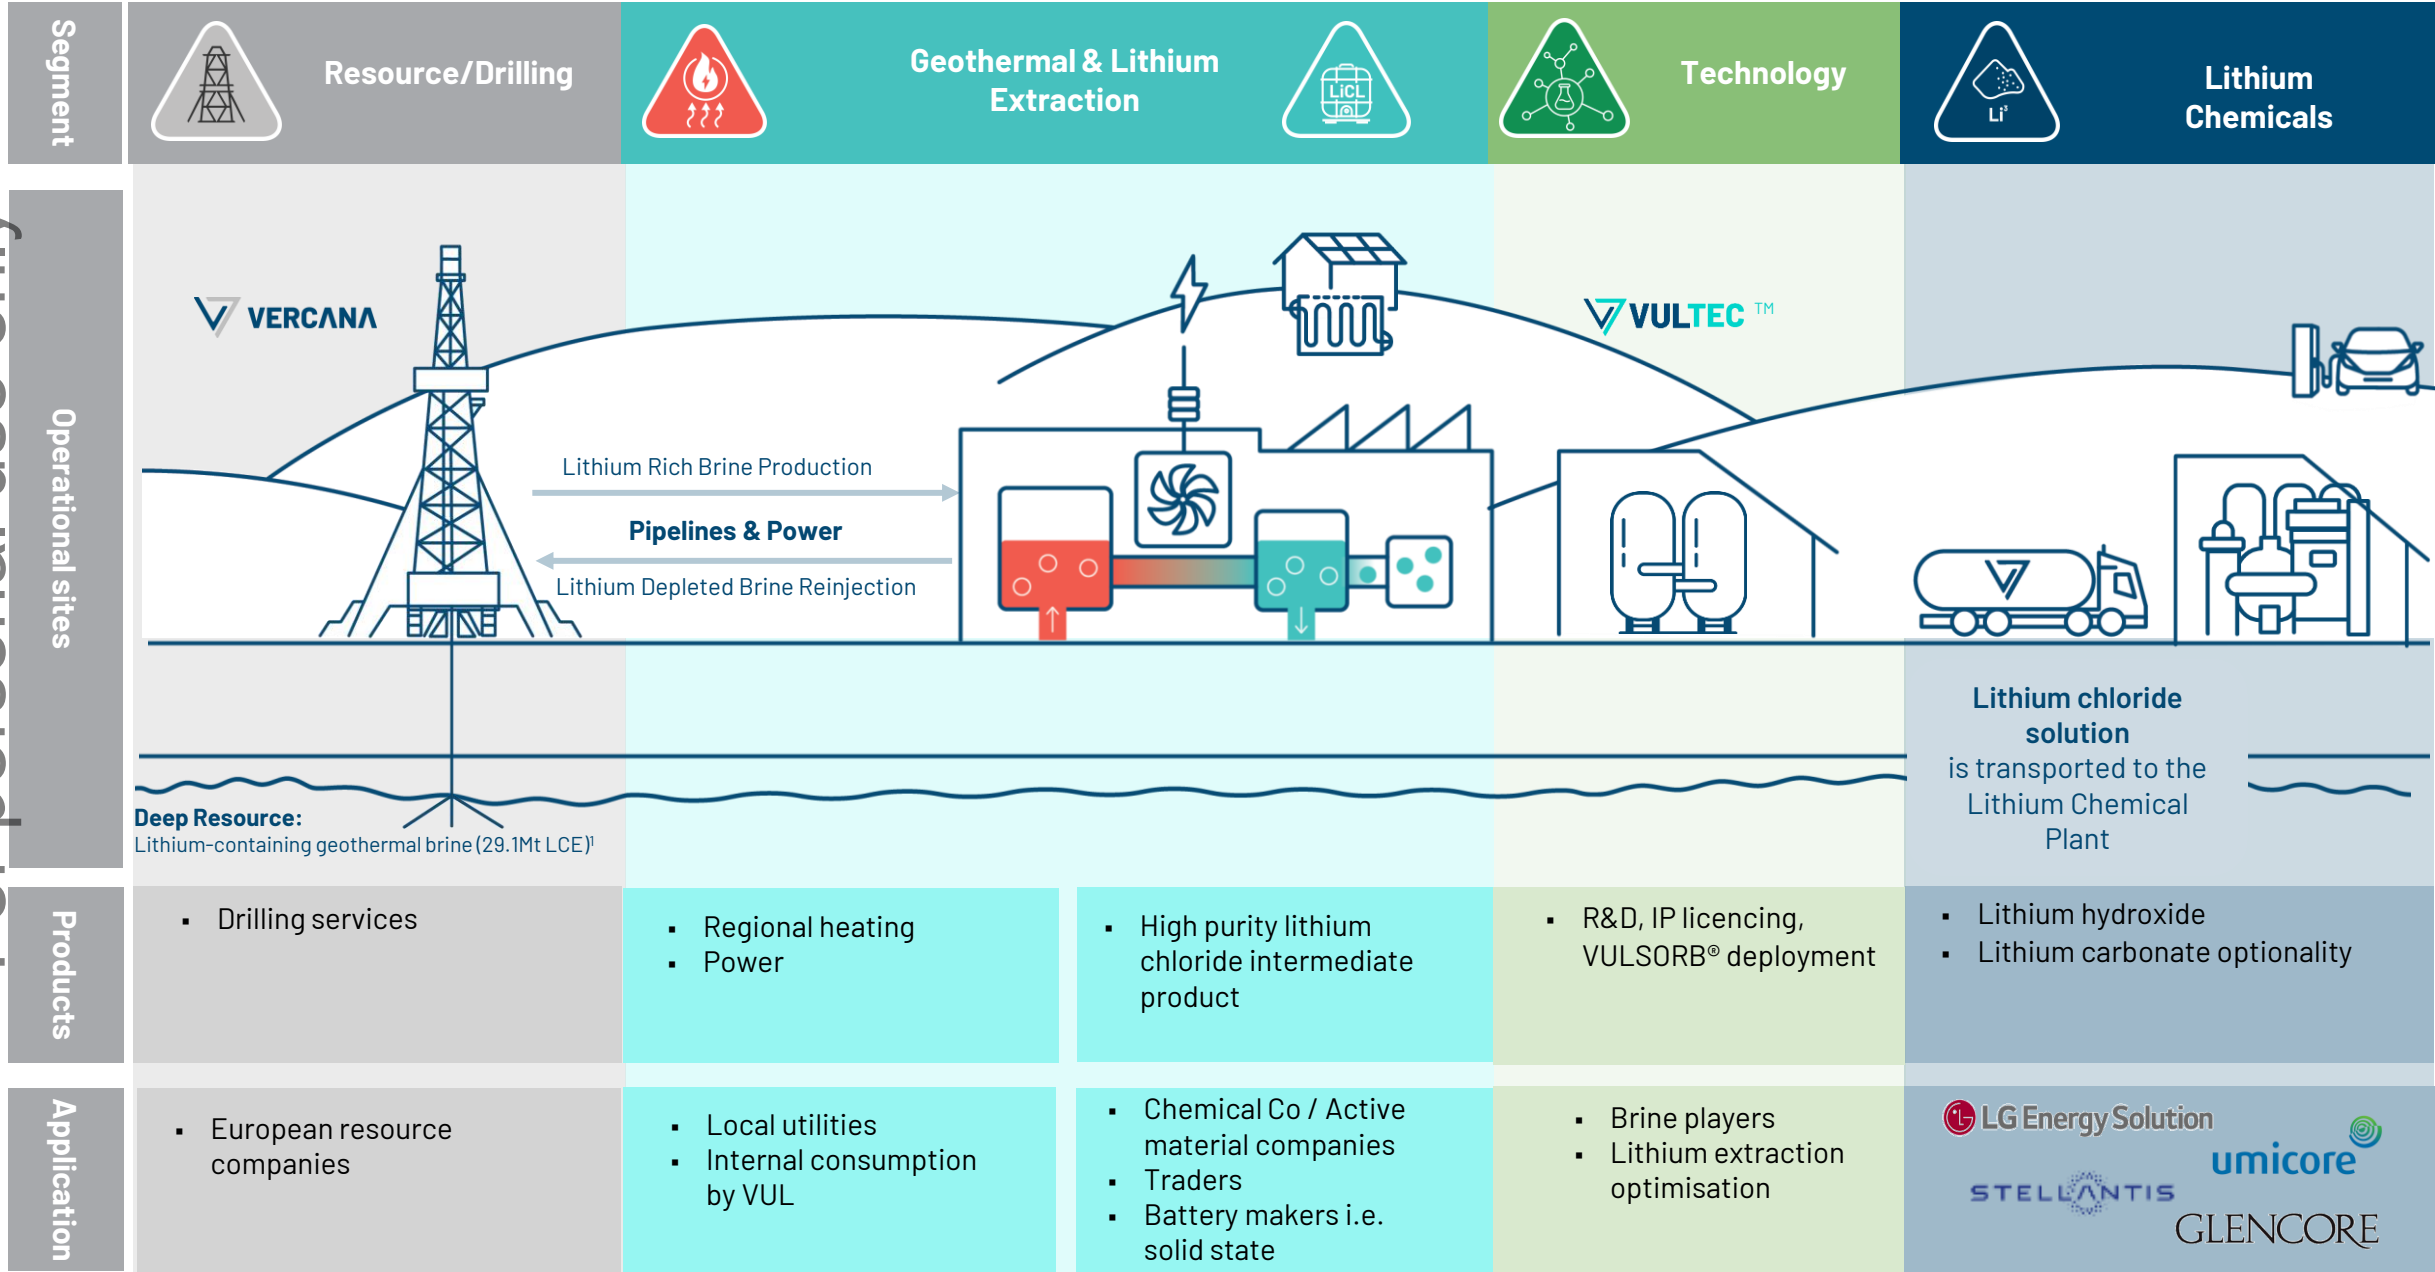 Segment
Resource/Drilling
Geothermal & Lithium
Extraction
LiCL
Technology
Li³
Lithium
Chemicals
Operational sites
VERCANA
VULTEC ™
Lithium Rich Brine Production
Pipelines & Power
Lithium Depleted Brine Reinjection
Deep Resource:
Lithium-containing geothermal brine (29.1Mt LCE)¹
Lithium chloride
solution
is transported to the
Lithium Chemical
Plant
Products
▪ Drilling services
▪ Regional heating
▪ Power
▪ High purity lithium
chloride intermediate
product
▪ R&D, IP licencing,
VULSORB® deployment
▪ Lithium hydroxide
▪ Lithium carbonate optionality
Application
▪ European resource
companies
▪ Local utilities
▪ Internal consumption
by VUL
▪ Chemical Co / Active
material companies
▪ Traders
▪ Battery makers i.e.
solid state
▪ Brine players
▪ Lithium extraction
optimisation
LG Energy Solution
umicore
STELLANTIS
GLENCORE